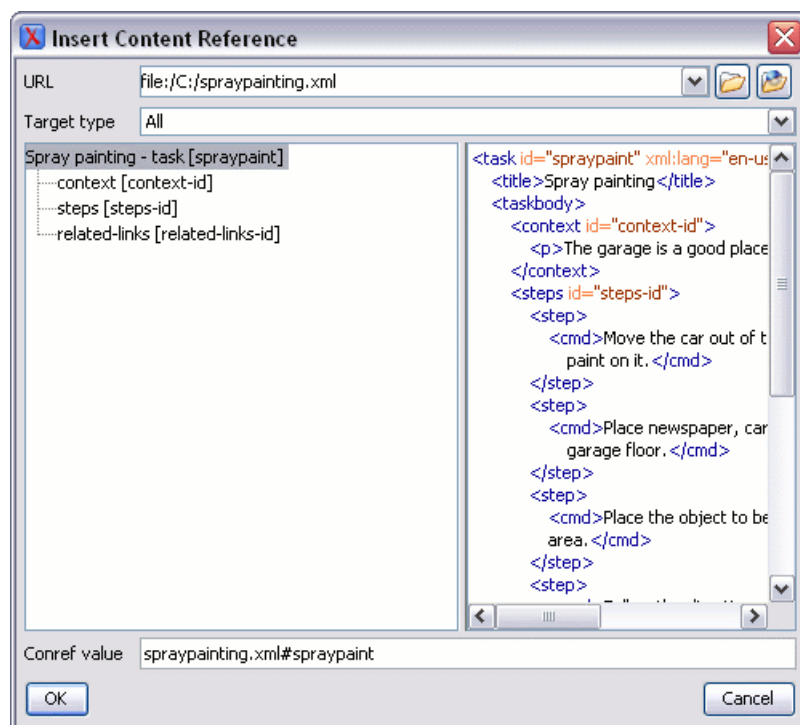 Insert Content Reference
URL file:/C:/spraypainting.xml
Target type All
Spray painting - task [spraypaint]
context [context-id]
steps [steps-id]
related-links [related-links-id]
<task id="spraypaint" xml:lang="en-us
<title>Spray painting</title>
<taskbody>
<context id="context-id">
<p>The garage is a good place
</context>
<steps id="steps-id">
<step>
<cmd>Move the car out of t
paint on it.</cmd>
</step>
<step>
<cmd>Place newspaper, car
garage floor.</cmd>
</step>
<step>
<cmd>Place the object to be
area.</cmd>
</step>
<step>
Conref value spraypainting.xml#spraypaint
OK Cancel